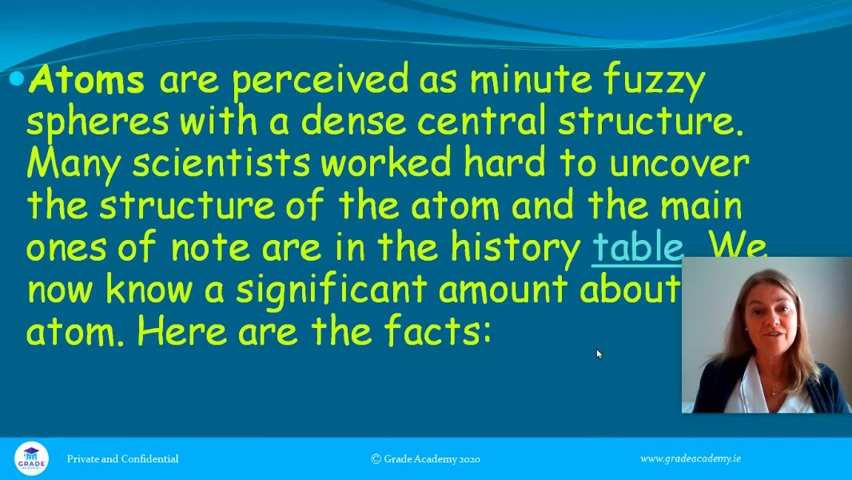 Atoms are perceived as minute fuzzy
spheres with a dense central structure.
Many scientists worked hard to uncover
the structure of the atom and the main
ones of note are in the history table. We
now know a significant amount about
atom. Here are the facts:
GRADE
ACADEMY
Private and Confidential
© Grade Academy 2020
www.gradeacademy.ie